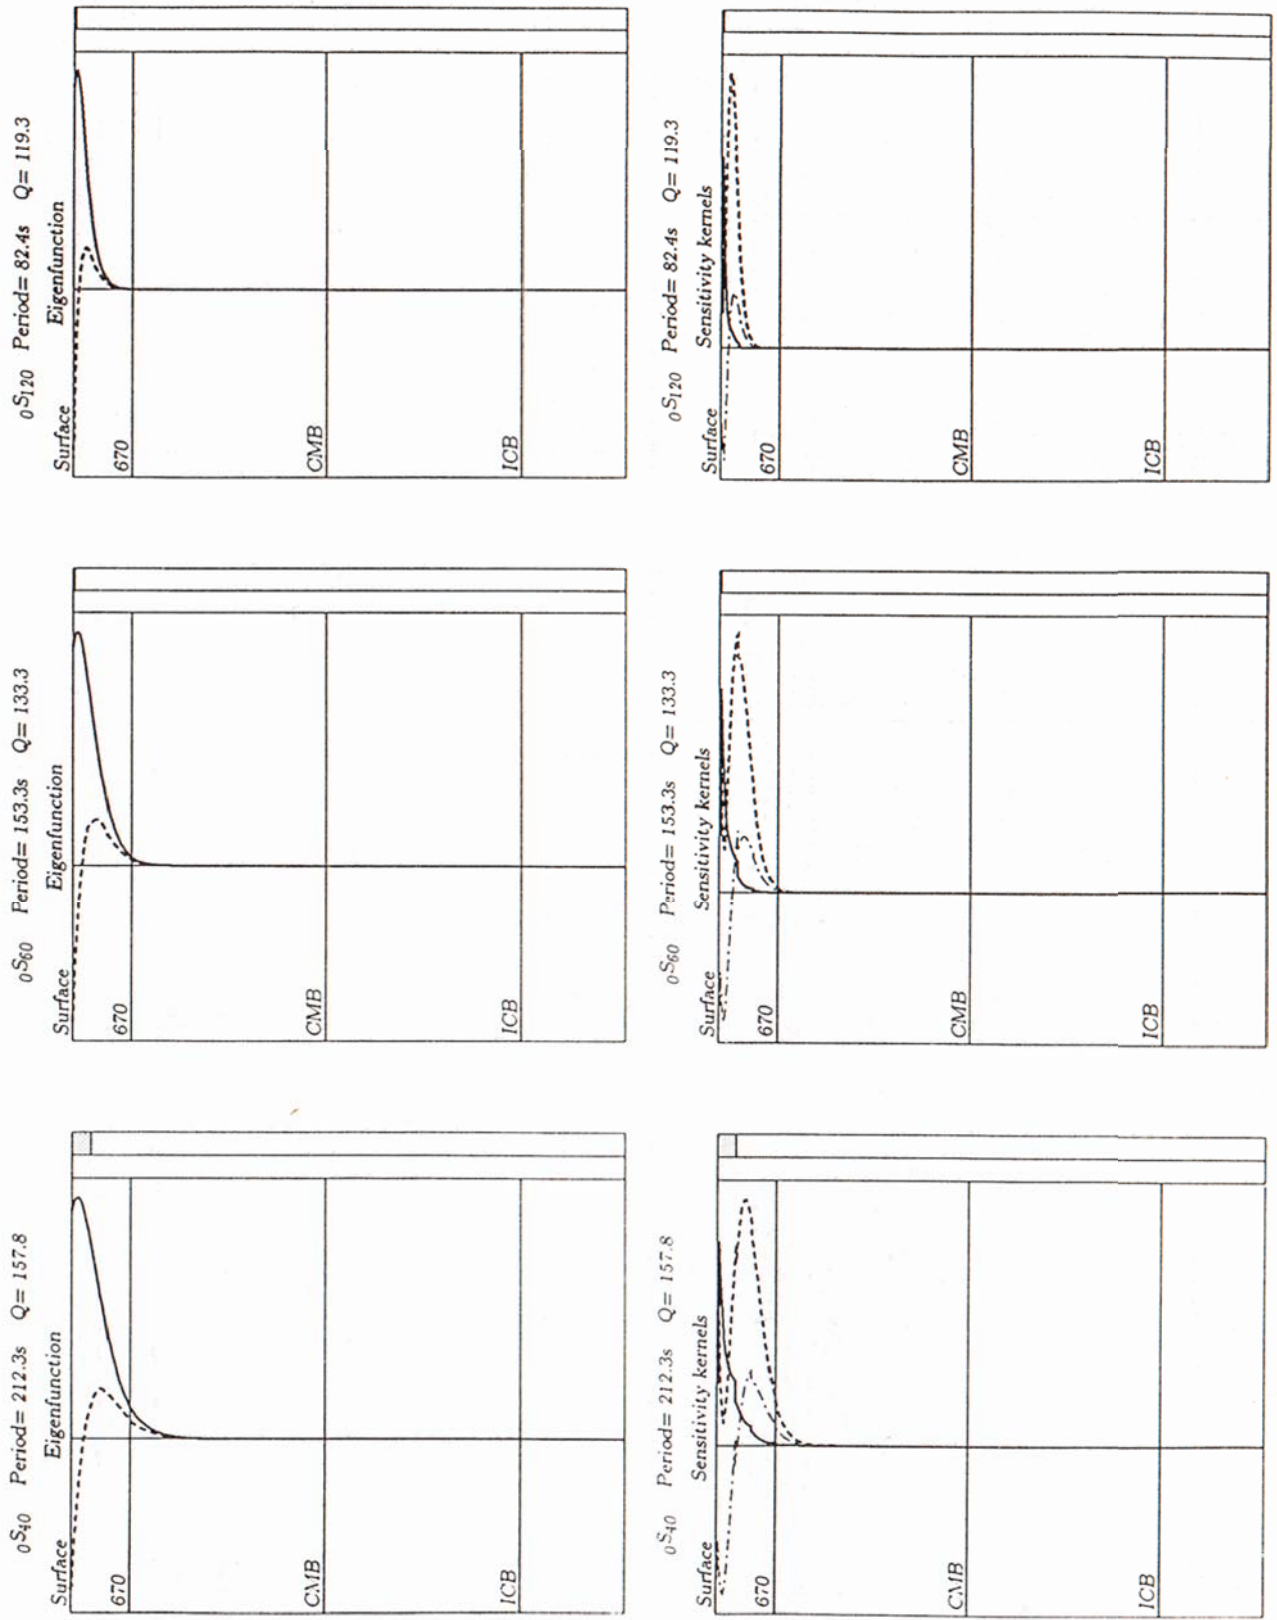 ₀S₄₀ Period= 212.3s Q= 157.8
Eigenfunction
Surface
670
CMB
ICB
₀S₆₀ Period= 153.3s Q= 133.3
Eigenfunction
Surface
670
CMB
ICB
₀S₁₂₀ Period= 82.4s Q= 119.3
Eigenfunction
Surface
670
CMB
ICB
₀S₄₀ Period= 212.3s Q= 157.8
Sensitivity kernels
Surface
670
CMB
ICB
₀S₆₀ Period= 153.3s Q= 133.3
Sensitivity kernels
Surface
670
CMB
ICB
₀S₁₂₀ Period= 82.4s Q= 119.3
Sensitivity kernels
Surface
670
CMB
ICB